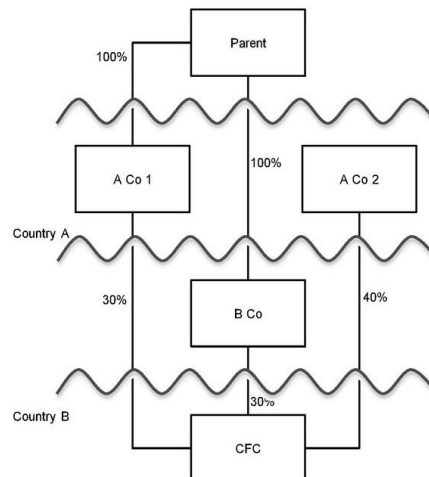 Parent
100%
A Co 1
100%
A Co 2
Country A
30%
B Co
40%
30%
Country B
CFC